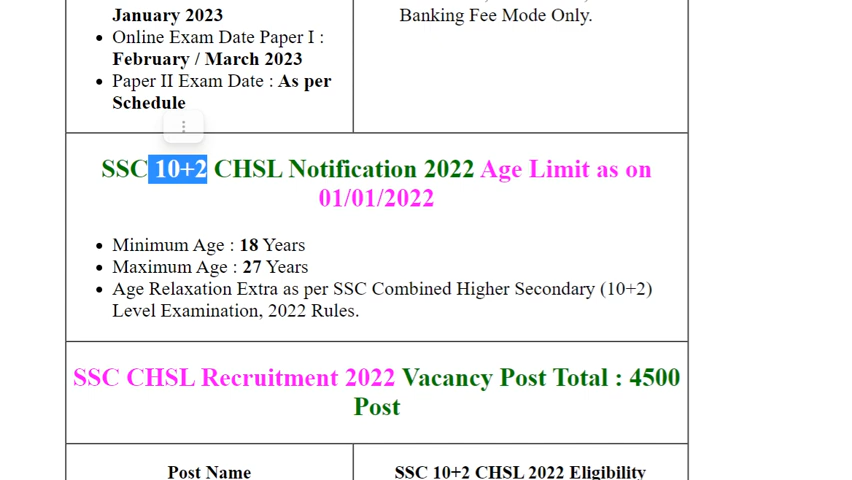 January 2023
Online Exam Date Paper I :
February / March 2023
Paper II Exam Date : As per
Schedule
Banking Fee Mode Only.
SSC 10+2 CHSL Notification 2022 Age Limit as on
01/01/2022
Minimum Age : 18 Years
Maximum Age : 27 Years
Age Relaxation Extra as per SSC Combined Higher Secondary (10+2)
Level Examination, 2022 Rules.
SSC CHSL Recruitment 2022 Vacancy Post Total : 4500
Post
Post Name
SSC 10+2 CHSL 2022 Eligibility